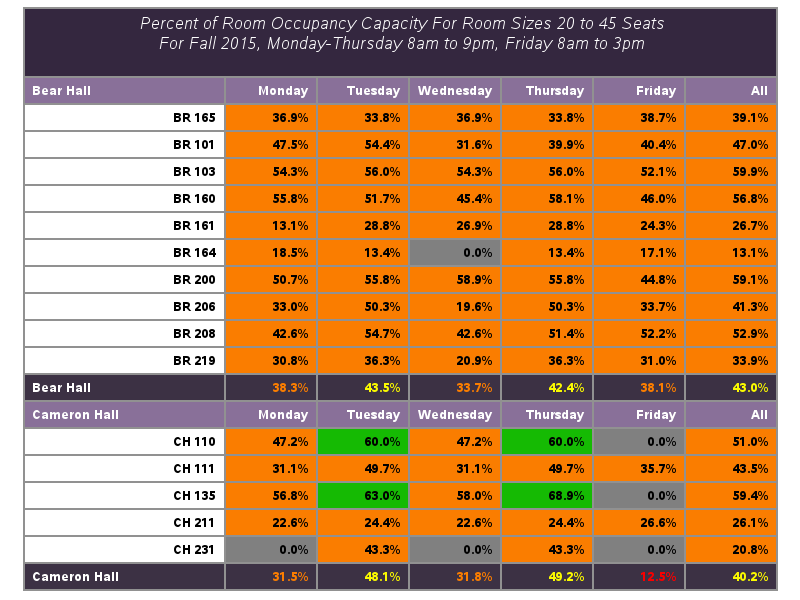 Percent of Room Occupancy Capacity For Room Sizes 20 to 45 Seats
For Fall 2015, Monday-Thursday 8am to 9pm, Friday 8am to 3pm
Bear Hall Monday Tuesday Wednesday Thursday Friday All
BR 165 36.9% 33.8% 36.9% 33.8% 38.7% 39.1%
BR 101 47.5% 54.4% 31.6% 39.9% 40.4% 47.0%
BR 103 54.3% 56.0% 54.3% 56.0% 52.1% 59.9%
BR 160 55.8% 51.7% 45.4% 58.1% 46.0% 56.8%
BR 161 13.1% 28.8% 26.9% 28.8% 24.3% 26.7%
BR 164 18.5% 13.4% 0.0% 13.4% 17.1% 13.1%
BR 200 50.7% 55.8% 58.9% 55.8% 44.8% 59.1%
BR 206 33.0% 50.3% 19.6% 50.3% 33.7% 41.3%
BR 208 42.6% 54.7% 42.6% 51.4% 52.2% 52.9%
BR 219 30.8% 36.3% 20.9% 36.3% 31.0% 33.9%
Bear Hall 38.3% 43.5% 33.7% 42.4% 38.1% 43.0%
Cameron Hall Monday Tuesday Wednesday Thursday Friday All
CH 110 47.2% 60.0% 47.2% 60.0% 0.0% 51.0%
CH 111 31.1% 49.7% 31.1% 49.7% 35.7% 43.5%
CH 135 56.8% 63.0% 58.0% 68.9% 0.0% 59.4%
CH 211 22.6% 24.4% 22.6% 24.4% 26.6% 26.1%
CH 231 0.0% 43.3% 0.0% 43.3% 0.0% 20.8%
Cameron Hall 31.5% 48.1% 31.8% 49.2% 12.5% 40.2%